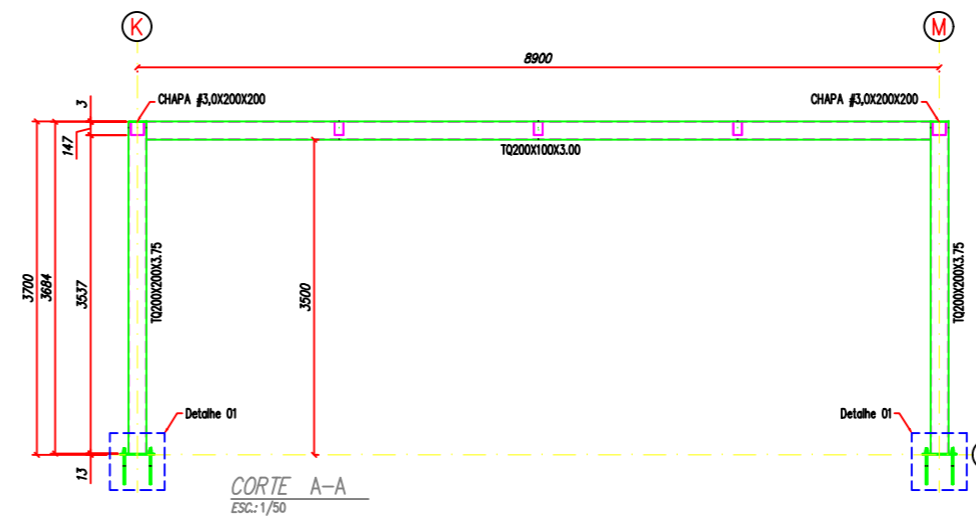 K
M
8900
CHAPA #3,0X200X200
CHAPA #3,0X200X200
3
147
TQ200X100X3.00
3700
3684
3537
TQ200X200X3.75
3500
TQ200X200X3.75
Detalhe 01
Detalhe 01
13
CORTE A-A
ESC.: 1/50